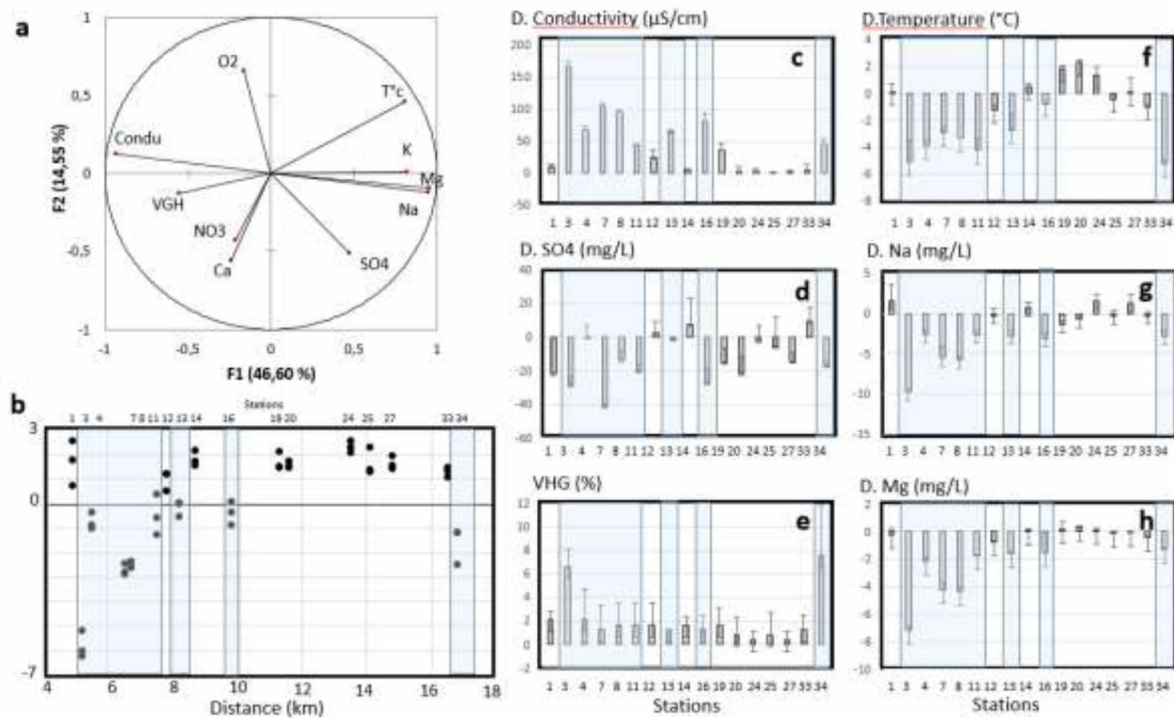 a
1
0,5
0
-0,5
-1
O2
T°c
Condu
K
Mg
Na
VGH
NO3
Ca
SO4
-1 -0,5 0 0,5 1
F1 (46,60 %)
F2 (14,55 %)
b
Stations
1 3 4 7 8 11 12 13 14 16 19 20 24 25 27 33 34
3
0
-7
4 6 8 10 12 14 16 18
Distance (km)
D. Conductivity (µS/cm)
c
200
150
100
50
0
-50
1 3 4 7 8 11 12 13 14 16 19 20 24 25 27 33 34
D. SO4 (mg/L)
d
40
20
0
-20
-40
-60
1 3 4 7 8 11 12 13 14 16 19 20 24 25 27 33 34
VHG (%)
e
12
10
8
6
4
2
0
-2
1 3 4 7 8 11 12 13 14 16 19 20 24 25 27 33 34
Stations
D.Temperature (°C)
f
4
2
0
-2
-4
-6
-8
1 3 4 7 8 11 12 13 14 16 19 20 24 25 27 33 34
D. Na (mg/L)
g
5
0
-5
-10
-15
1 3 4 7 8 11 12 13 14 16 19 20 24 25 27 33 34
D. Mg (mg/L)
h
2
0
-2
-4
-6
-8
-10
1 3 4 7 8 11 12 13 14 16 19 20 24 25 27 33 34
Stations